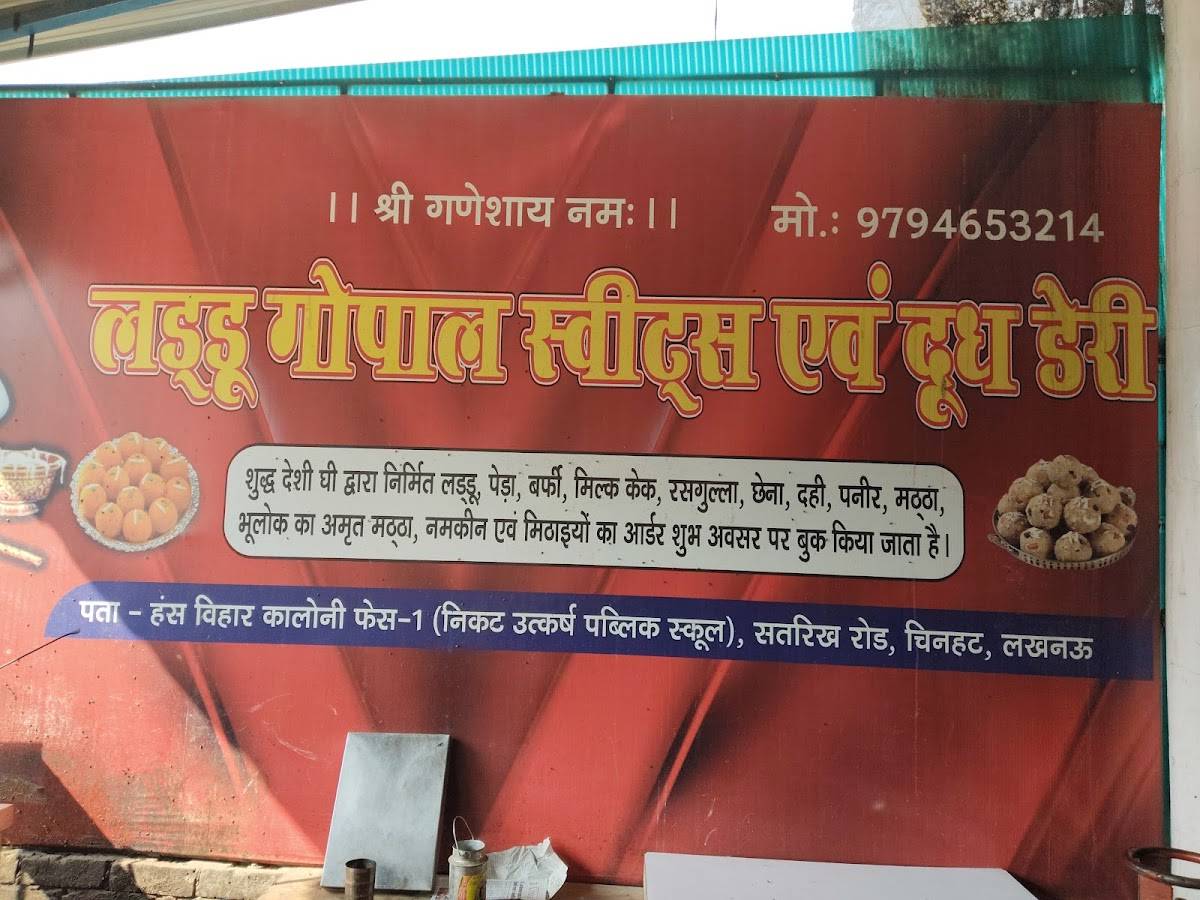 ।। श्री गणेशाय नमः ।।
मो.: 9794653214
लड्डू गोपाल स्वीट्स एवं दूध डेरी
शुद्ध देशी घी द्वारा निर्मित लड्डू, पेड़ा, बर्फी, मिल्क केक, रसगुल्ला, छेना, दही, पनीर, मठ्ठा,
भूलोक का अमृत मठ्ठा, नमकीन एवं मिठाइयों का आर्डर शुभ अवसर पर बुक किया जाता है।
पता - हंस विहार कालोनी फेस-1 (निकट उत्कर्ष पब्लिक स्कूल), सतरिख रोड, चिनहट, लखनऊ